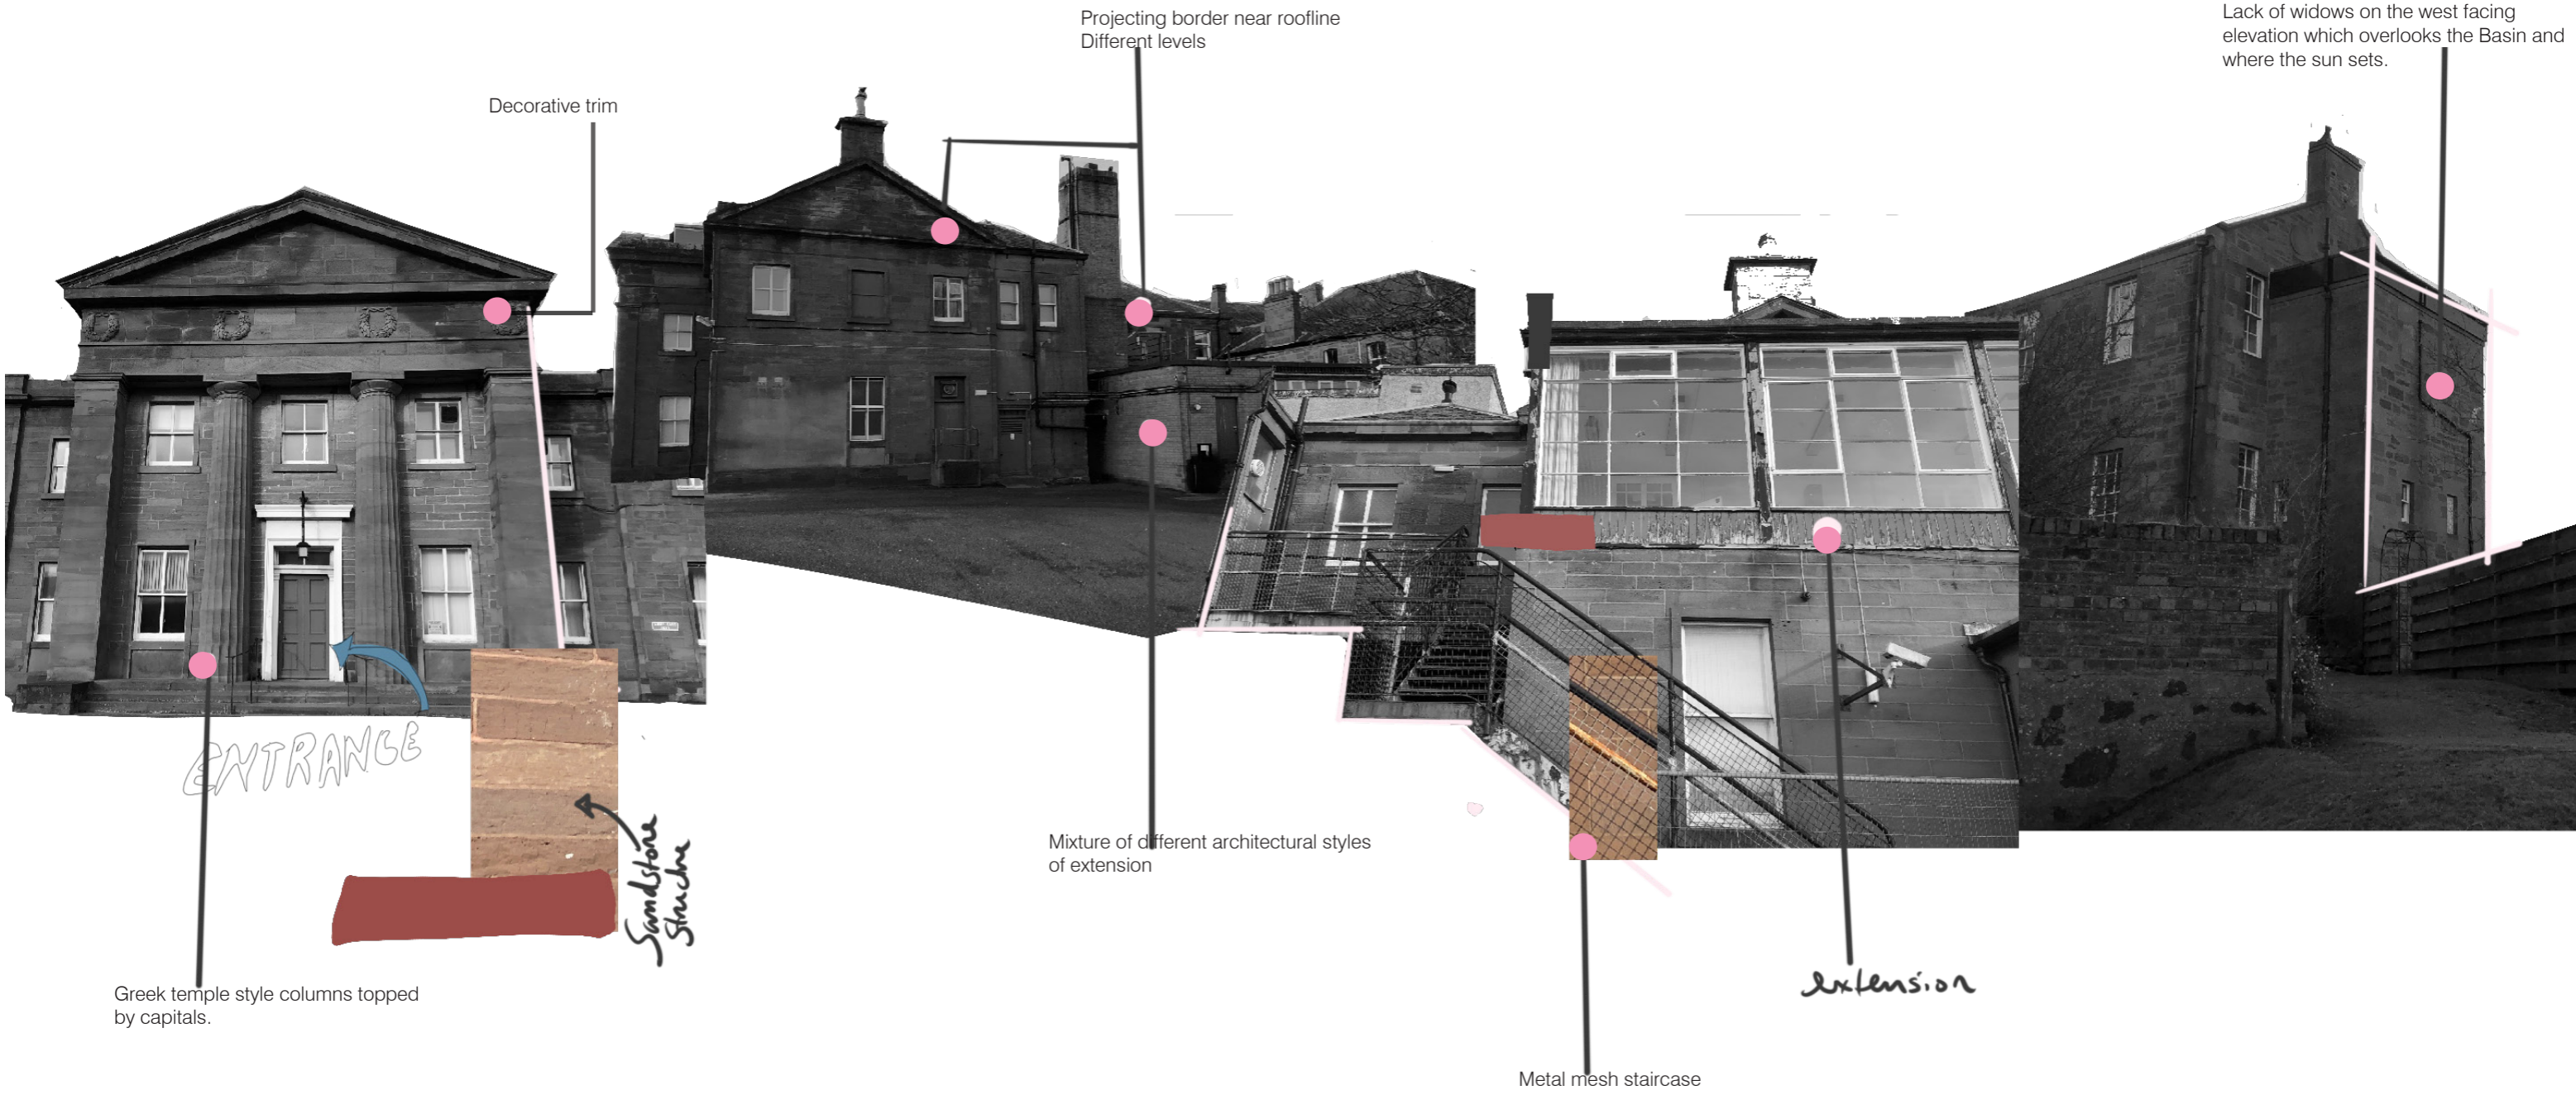 Projecting border near roofline
Different levels
Lack of widows on the west facing
elevation which overlooks the Basin and
where the sun sets.
Decorative trim
ENTRANCE
Sandstone
Struche
Mixture of different architectural styles
of extension
extension
Greek temple style columns topped
by capitals.
Metal mesh staircase